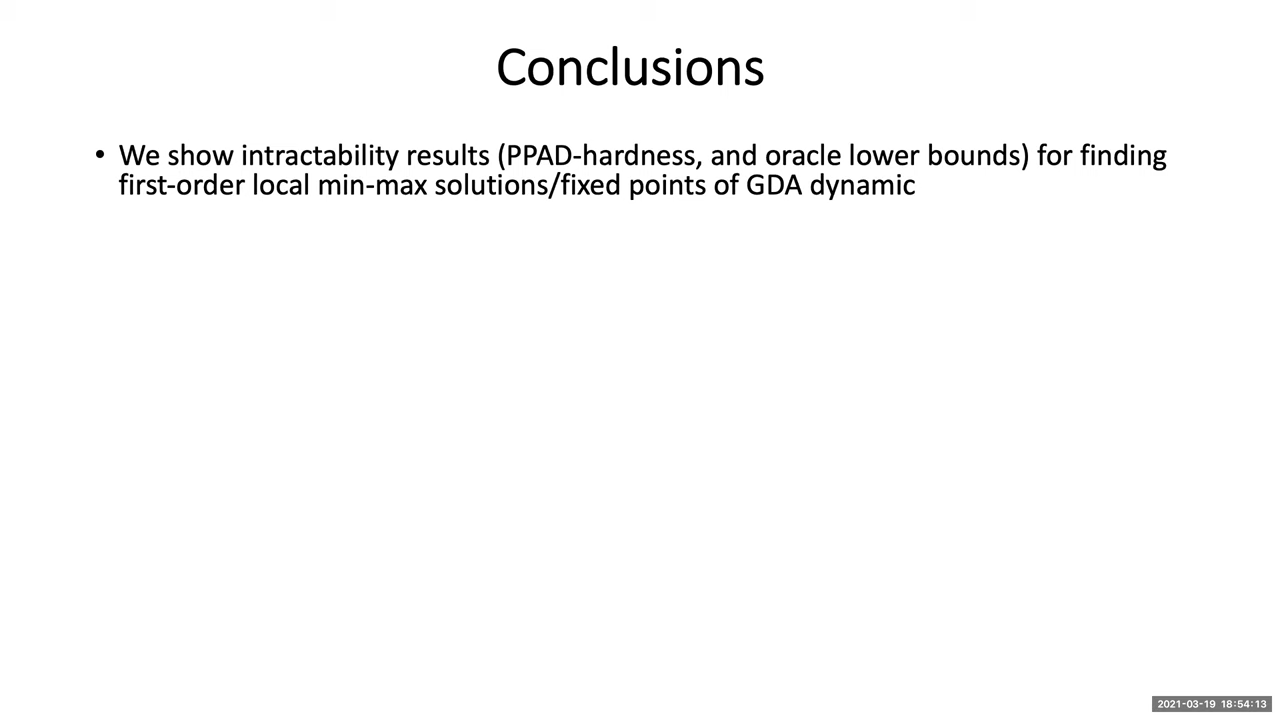 Conclusions
• We show intractability results (PPAD-hardness, and oracle lower bounds) for finding
first-order local min-max solutions/fixed points of GDA dynamic
2021-03-19 18:54:13